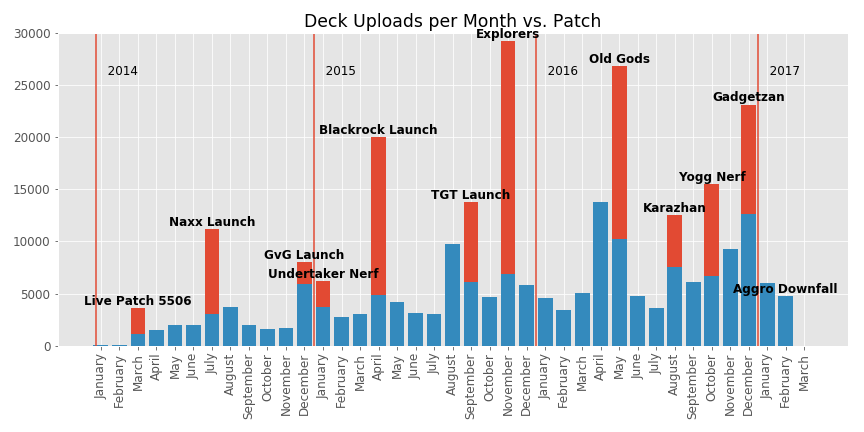 Deck Uploads per Month vs. Patch
30000
25000
20000
15000
10000
5000
0
2014
2015
2016
2017
Live Patch 5506
Naxx Launch
GvG Launch
Undertaker Nerf
Blackrock Launch
TGT Launch
Explorers
Old Gods
Karazhan
Yogg Nerf
Gadgetzan
Aggro Downfall
January
February
March
April
May
June
July
August
September
October
November
December
January
February
March
April
May
June
July
August
September
October
November
December
January
February
March
April
May
June
July
August
September
October
November
December
January
February
March